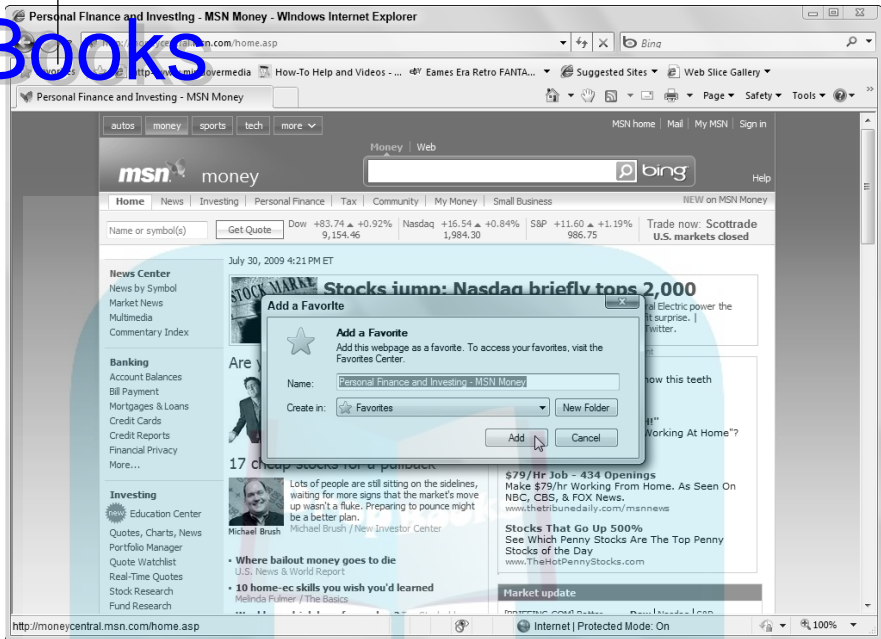 Personal Finance and Investing - MSN Money - Windows Internet Explorer
Books
.com/home.asp
Bing
How-To Help and Videos - ... Eames Era Retro FANTA... Suggested Sites Web Slice Gallery
Personal Finance and Investing - MSN Money
Page Safety Tools
autos money sports tech more
MSN home | Mail | My MSN | Sign in
Money | Web
msn money
bing
Help
Home News Investing Personal Finance Tax Community My Money Small Business NEW on MSN Money
Name or symbol(s) Get Quote
Dow +83.74 +0.92% Nasdaq +16.54 +0.84% S&P +11.60 +1.19% Trade now: Scottrade
9,154.46 1,984.30 986.75 U.S. markets closed
July 30, 2009 4:21 PM ET
News Center
News by Symbol
Market News
Multimedia
Commentary Index
Banking
Account Balances
Bill Payment
Mortgages & Loans
Credit Cards
Credit Reports
Financial Privacy
More...
Investing
new Education Center
Quotes, Charts, News
Portfolio Manager
Quote Watchlist
Real-Time Quotes
Stock Research
Fund Research
STOCK MARKE
Stocks jump: Nasdaq briefly tops 2,000
al Electric power the
fit surprise. |
Twitter.
Add a Favorite
Add a Favorite
Add this webpage as a favorite. To access your favorites, visit the
Favorites Center.
Name: Personal Finance and Investing - MSN Money
Create in: Favorites New Folder
Add Cancel
Are y
how this teeth
Working At Home"?
17 cheap stocks for a pullback
Lots of people are still sitting on the sidelines,
waiting for more signs that the market's move
up wasn't a fluke. Preparing to pounce might
be a better plan.
Michael Brush Michael Brush / New Investor Center
• Where bailout money goes to die
U.S. News & World Report
• 10 home-ec skills you wish you'd learned
Melinda Fulmer / The Basics
$79/Hr Job - 434 Openings
Make $79/hr Working From Home. As Seen On
NBC, CBS, & FOX News.
www.thetribunedaily.com/msnnews
Stocks That Go Up 500%
See Which Penny Stocks Are The Top Penny
Stocks of the Day
www.TheHotPennyStocks.com
Market update
http://moneycentral.msn.com/home.asp
Internet | Protected Mode: On
100%